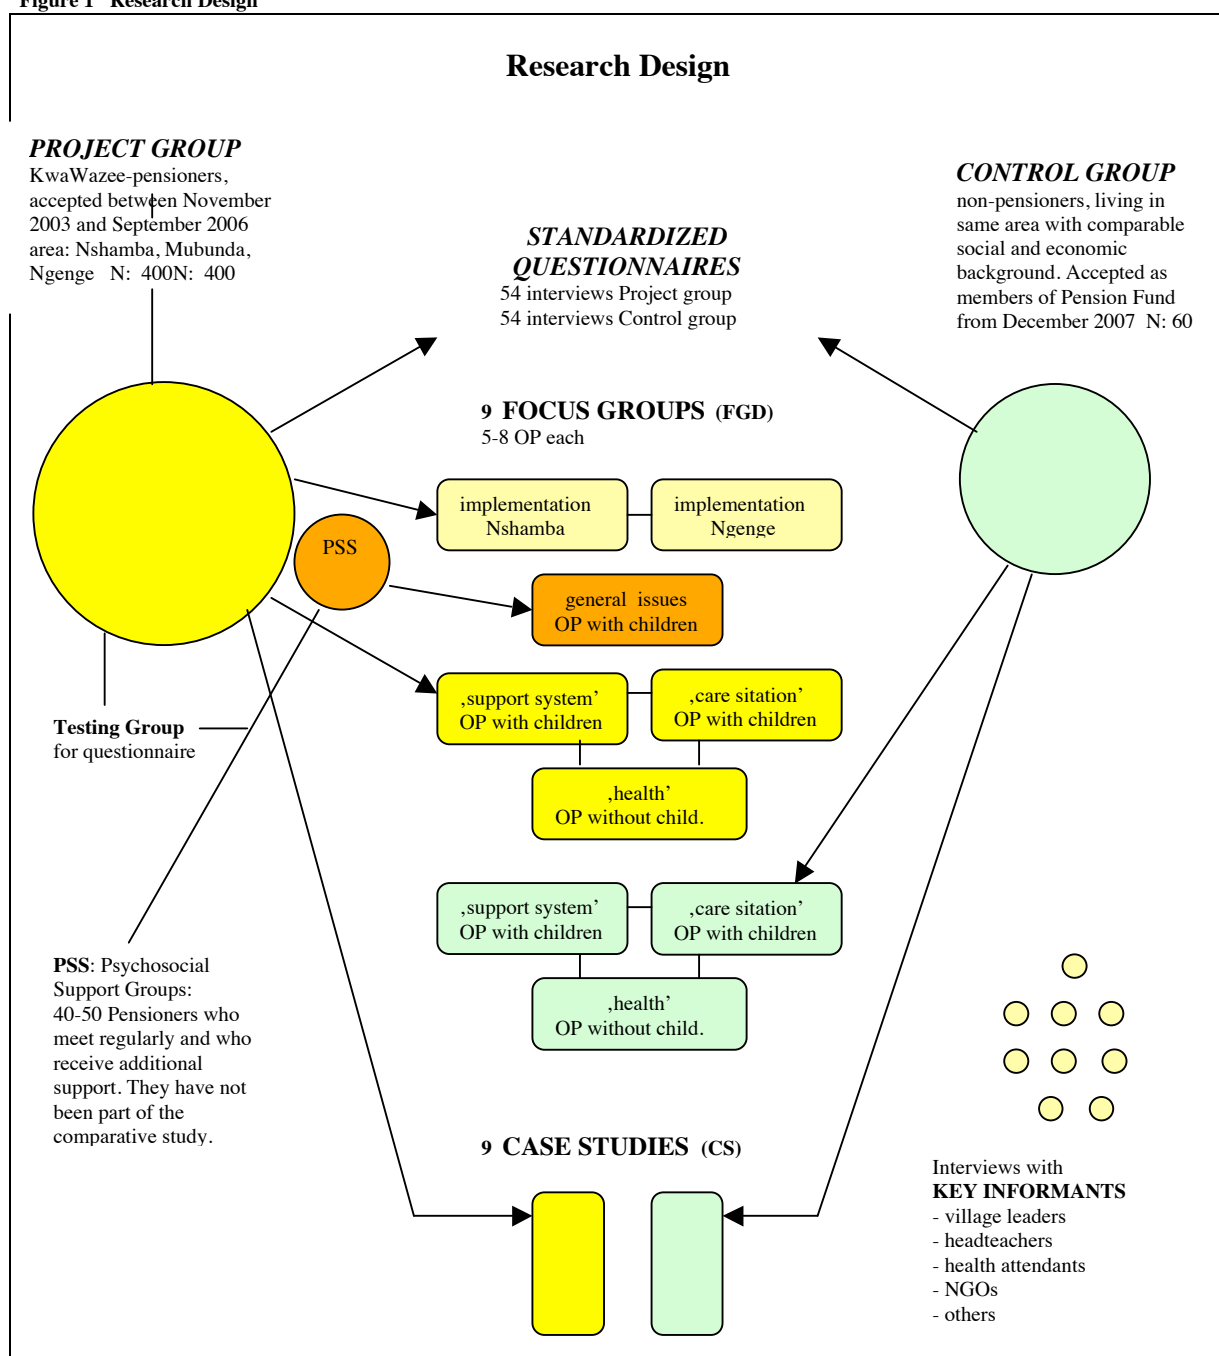 Figure 1   Research Design
Research Design
PROJECT GROUP
KwaWazee-pensioners,
accepted between November
2003 and September 2006
area: Nshamba, Mubunda,
Ngenge   N:  400N:  400
CONTROL GROUP
non-pensioners, living in
same area with comparable
social and economic
background. Accepted as
members of Pension Fund
from December 2007  N: 60
STANDARDIZED
QUESTIONNAIRES
54 interviews Project group
54 interviews Control group
9  FOCUS GROUPS  (FGD)
5-8 OP each
implementation
Nshamba
implementation
Ngenge
PSS
general  issues
OP with children
‚support system’
OP with children
‚care sitation’
OP with children
‚health’
OP without child.
Testing Group
for questionnaire
‚support system’
OP with children
‚care sitation’
OP with children
‚health’
OP without child.
PSS: Psychosocial
Support Groups:
40-50 Pensioners who
meet regularly and who
receive additional
support. They have not
been part of the
comparative study.
9  CASE STUDIES  (CS)
Interviews with
KEY INFORMANTS
- village leaders
- headteachers
- health attendants
- NGOs
- others